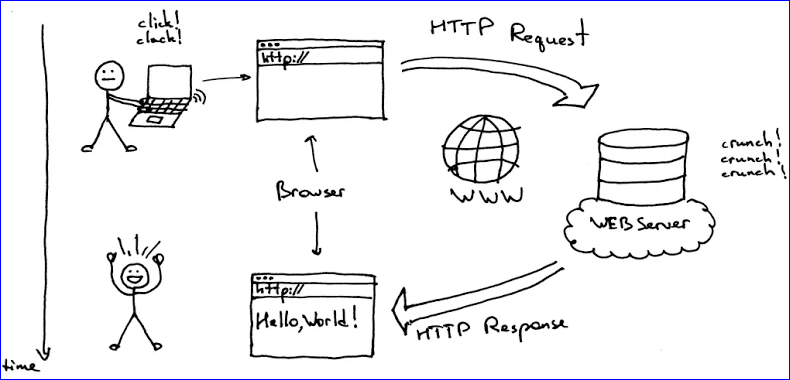 click!
clack!
http://
HTTP Request
WWW
crunch!
crunch!
crunch!
WEB Server
Browser
http://
Hello, World!
HTTP Response
time